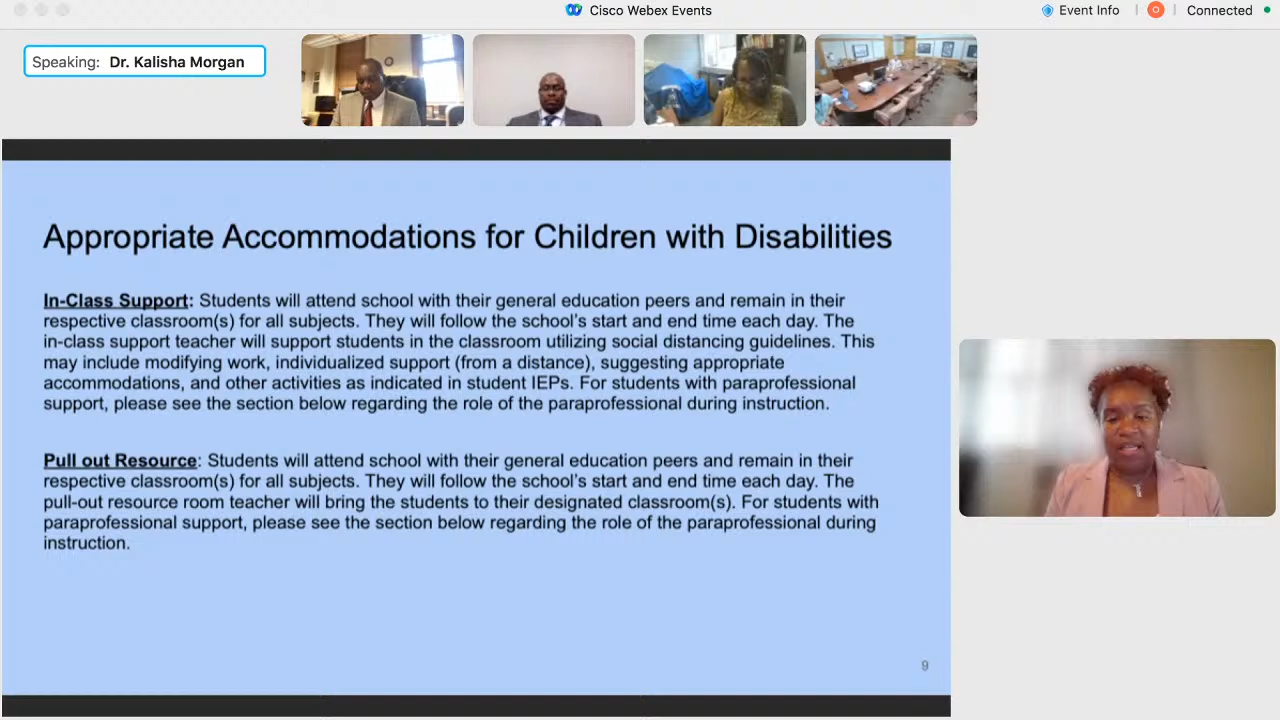 Cisco Webex Events
Event Info
Connected
Speaking: Dr. Kalisha Morgan
Appropriate Accommodations for Children with Disabilities
In-Class Support: Students will attend school with their general education peers and remain in their
respective classroom(s) for all subjects. They will follow the school's start and end time each day. The
in-class support teacher will support students in the classroom utilizing social distancing guidelines. This
may include modifying work, individualized support (from a distance), suggesting appropriate
accommodations, and other activities as indicated in student IEPs. For students with paraprofessional
support, please see the section below regarding the role of the paraprofessional during instruction.
Pull out Resource: Students will attend school with their general education peers and remain in their
respective classroom(s) for all subjects. They will follow the school's start and end time each day. The
pull-out resource room teacher will bring the students to their designated classroom(s). For students with
paraprofessional support, please see the section below regarding the role of the paraprofessional during
instruction.
9